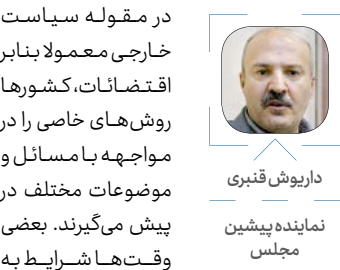 در مقوله سیاست
خارجی معمولا بنابر
اقتضائات، کشورها
روش‌های خاصی را در
مواجهه با مسائل و
موضوعات مختلف در
پیش می‌گیرند. بعضی
وقت‌ها شرایط به
داریوش قنبری
نماینده پیشین
مجلس